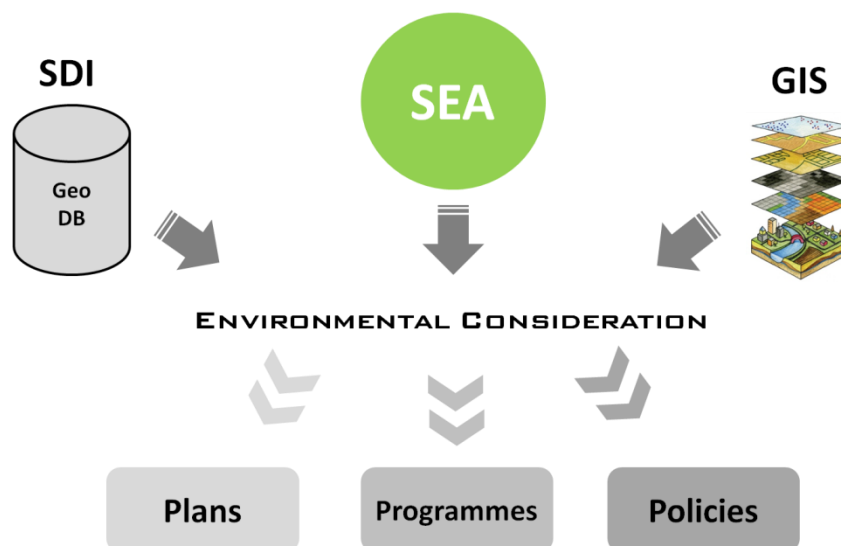 SDI
SEA
GIS
Geo
DB
ENVIRONMENTAL CONSIDERATION
Plans
Programmes
Policies